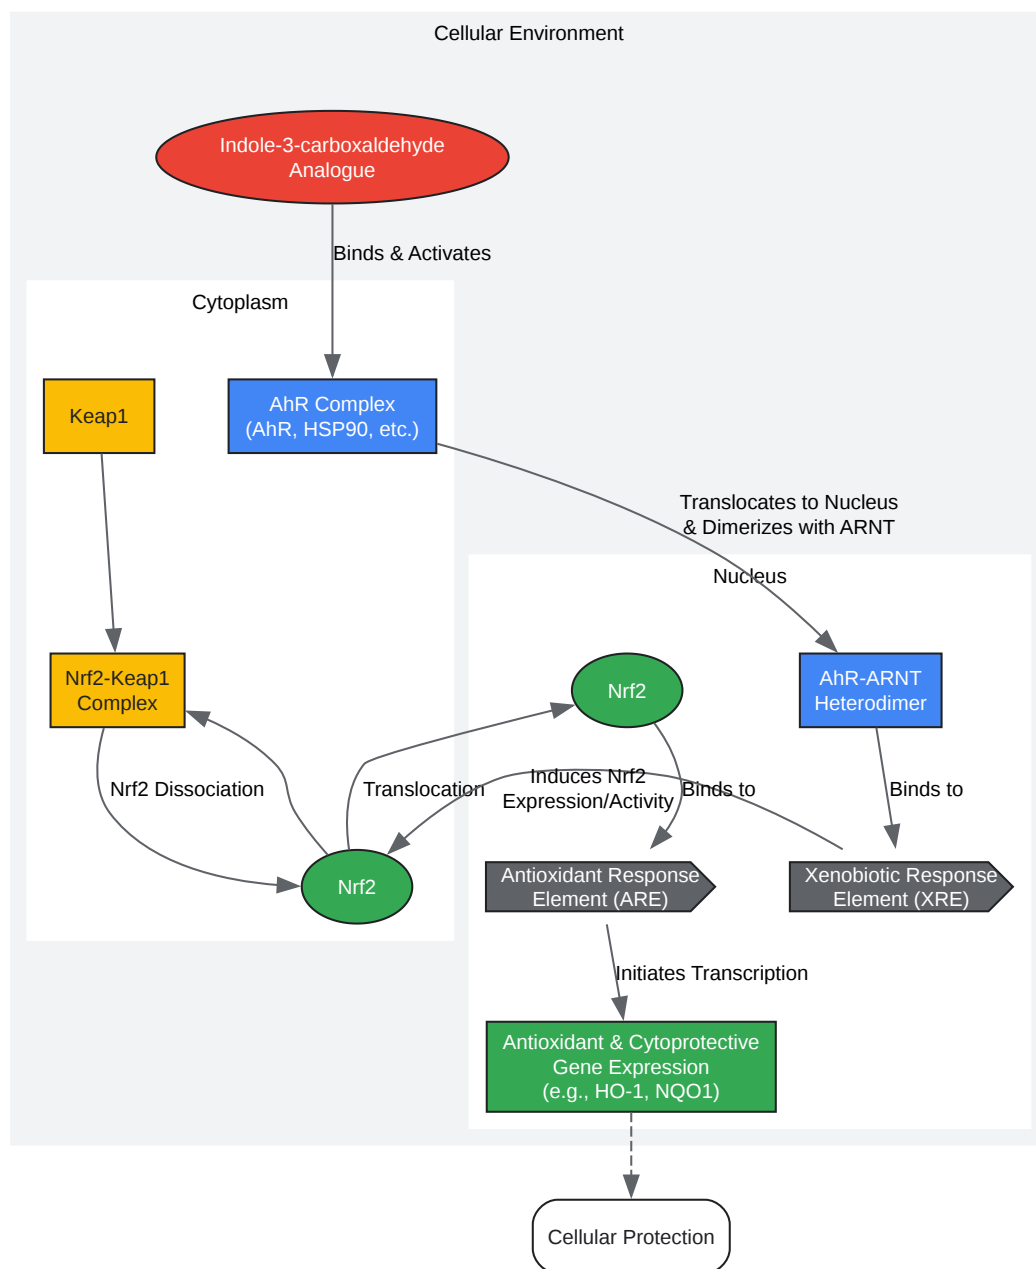 Cellular Environment
Indole-3-carboxaldehyde
Analogue
Binds & Activates
Cytoplasm
Keap1
AhR Complex
(AhR, HSP90, etc.)
Translocates to Nucleus
& Dimerizes with ARNT
Nucleus
Nrf2-Keap1
Complex
Nrf2
AhR-ARNT
Heterodimer
Nrf2 Dissociation
Translocation
Induces Nrf2
Expression/Activity
Binds to
Binds to
Nrf2
Antioxidant Response
Element (ARE)
Xenobiotic Response
Element (XRE)
Initiates Transcription
Antioxidant & Cytoprotective
Gene Expression
(e.g., HO-1, NQO1)
Cellular Protection